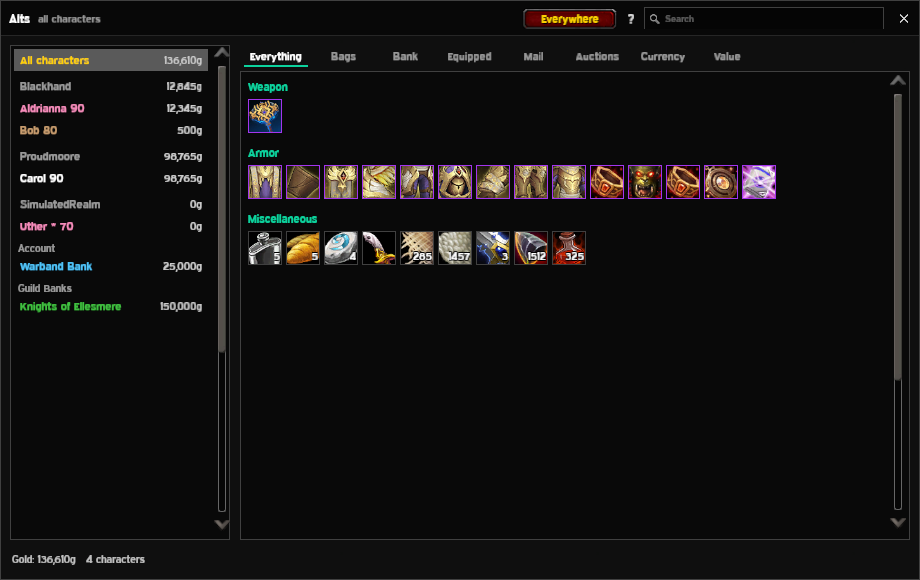 Alts all characters Everywhere ? Search
All characters 136,610g
Blackhand 12,845g
Aldrianna 90 12,345g
Bob 80 500g
Proudmoore 98,765g
Carol 90 98,765g
SimulatedRealm 0g
Uther * 70 0g
Account
Warband Bank 25,000g
Guild Banks
Knights of Ellesmere 150,000g
Everything Bags Bank Equipped Mail Auctions Currency Value
Weapon
Armor
Miscellaneous
5 5 4 285 1457 3 1512 325
Gold: 136,610g 4 characters